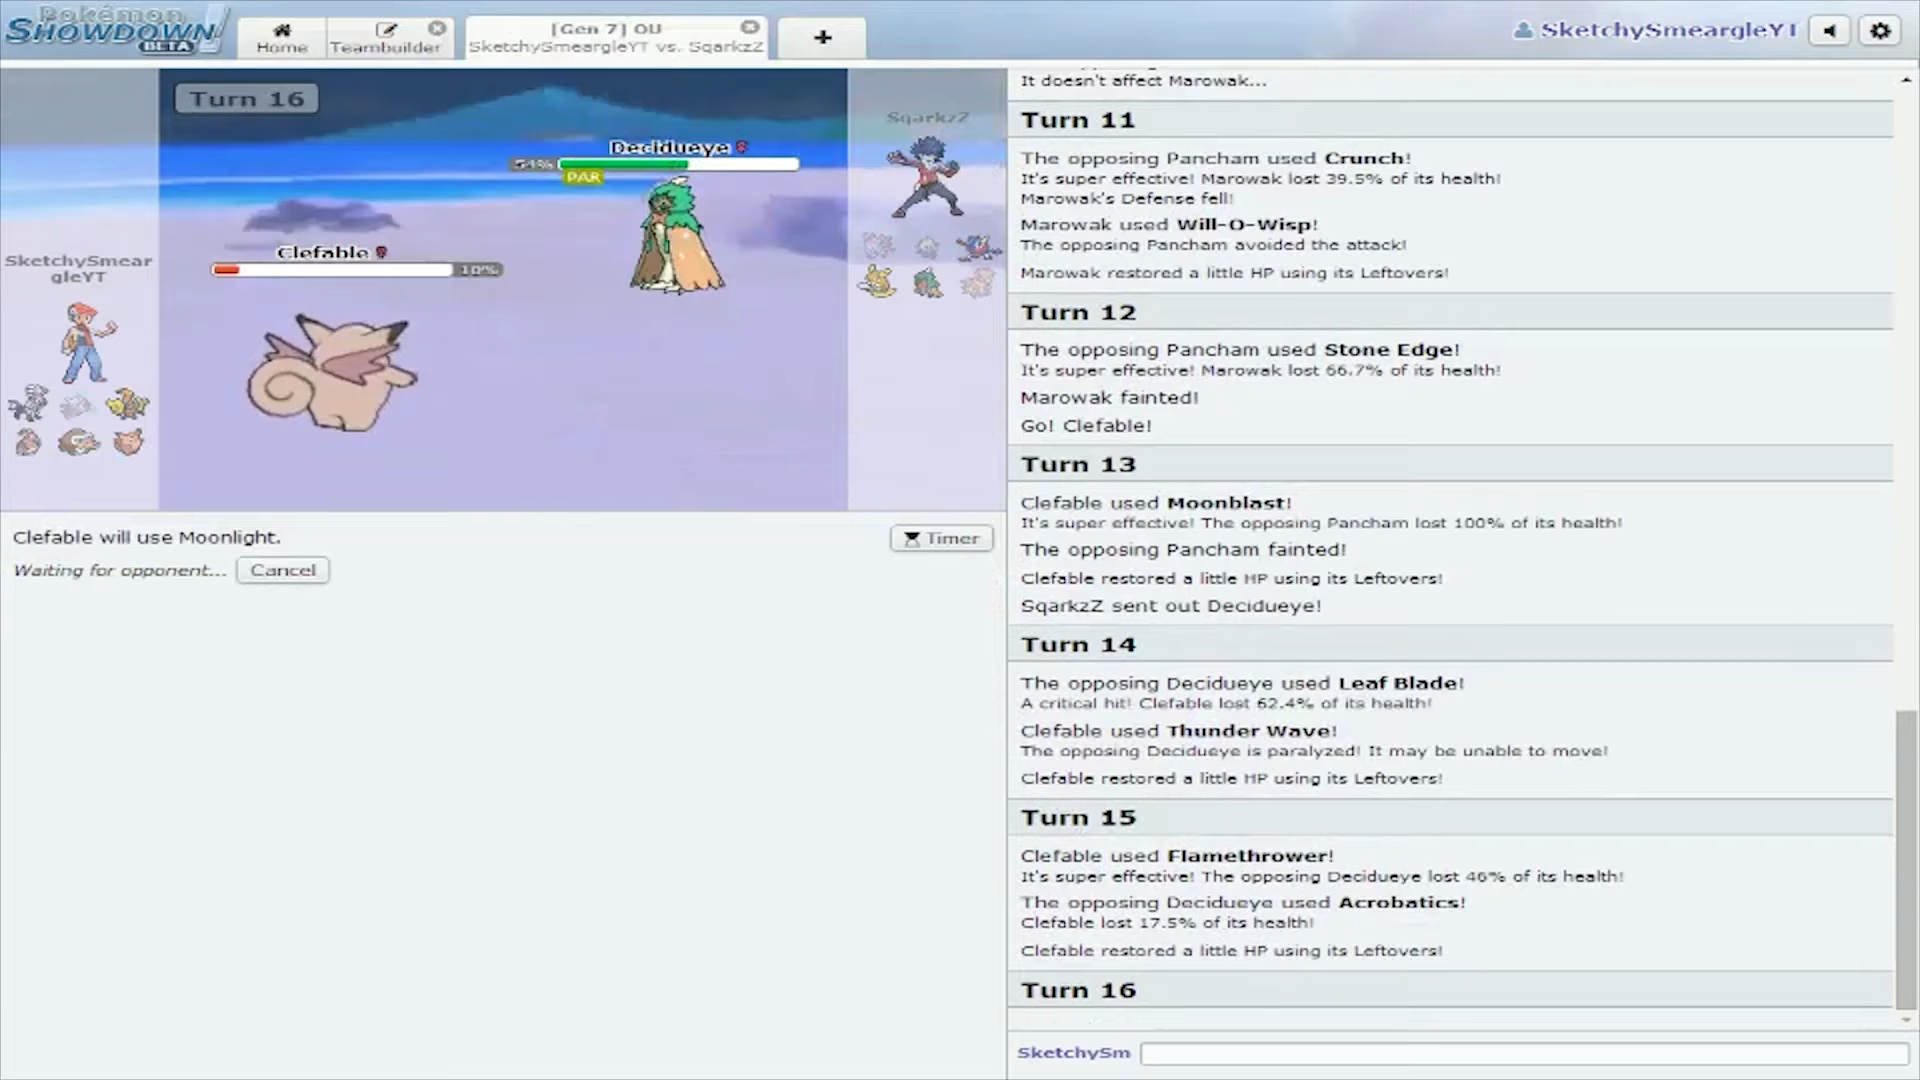 Pokémon
SHOWDOWN!
BETA
Home
Teambuilder
[Gen 7] OU
SketchySmeargleYT vs. SqarkzZ
+
SketchySmeargleYT
Turn 16
Decidueye
54%
PAR
Clefable
10%
SketchySmear
gleYT
SqarkzZ
Clefable will use Moonlight.
Waiting for opponent...
Cancel
Timer
It doesn't affect Marowak...
Turn 11
The opposing Pancham used Crunch!
It's super effective! Marowak lost 39.5% of its health!
Marowak's Defense fell!
Marowak used Will-O-Wisp!
The opposing Pancham avoided the attack!
Marowak restored a little HP using its Leftovers!
Turn 12
The opposing Pancham used Stone Edge!
It's super effective! Marowak lost 66.7% of its health!
Marowak fainted!
Go! Clefable!
Turn 13
Clefable used Moonblast!
It's super effective! The opposing Pancham lost 100% of its health!
The opposing Pancham fainted!
Clefable restored a little HP using its Leftovers!
SqarkzZ sent out Decidueye!
Turn 14
The opposing Decidueye used Leaf Blade!
A critical hit! Clefable lost 62.4% of its health!
Clefable used Thunder Wave!
The opposing Decidueye is paralyzed! It may be unable to move!
Clefable restored a little HP using its Leftovers!
Turn 15
Clefable used Flamethrower!
It's super effective! The opposing Decidueye lost 46% of its health!
The opposing Decidueye used Acrobatics!
Clefable lost 17.5% of its health!
Clefable restored a little HP using its Leftovers!
Turn 16
SketchySm